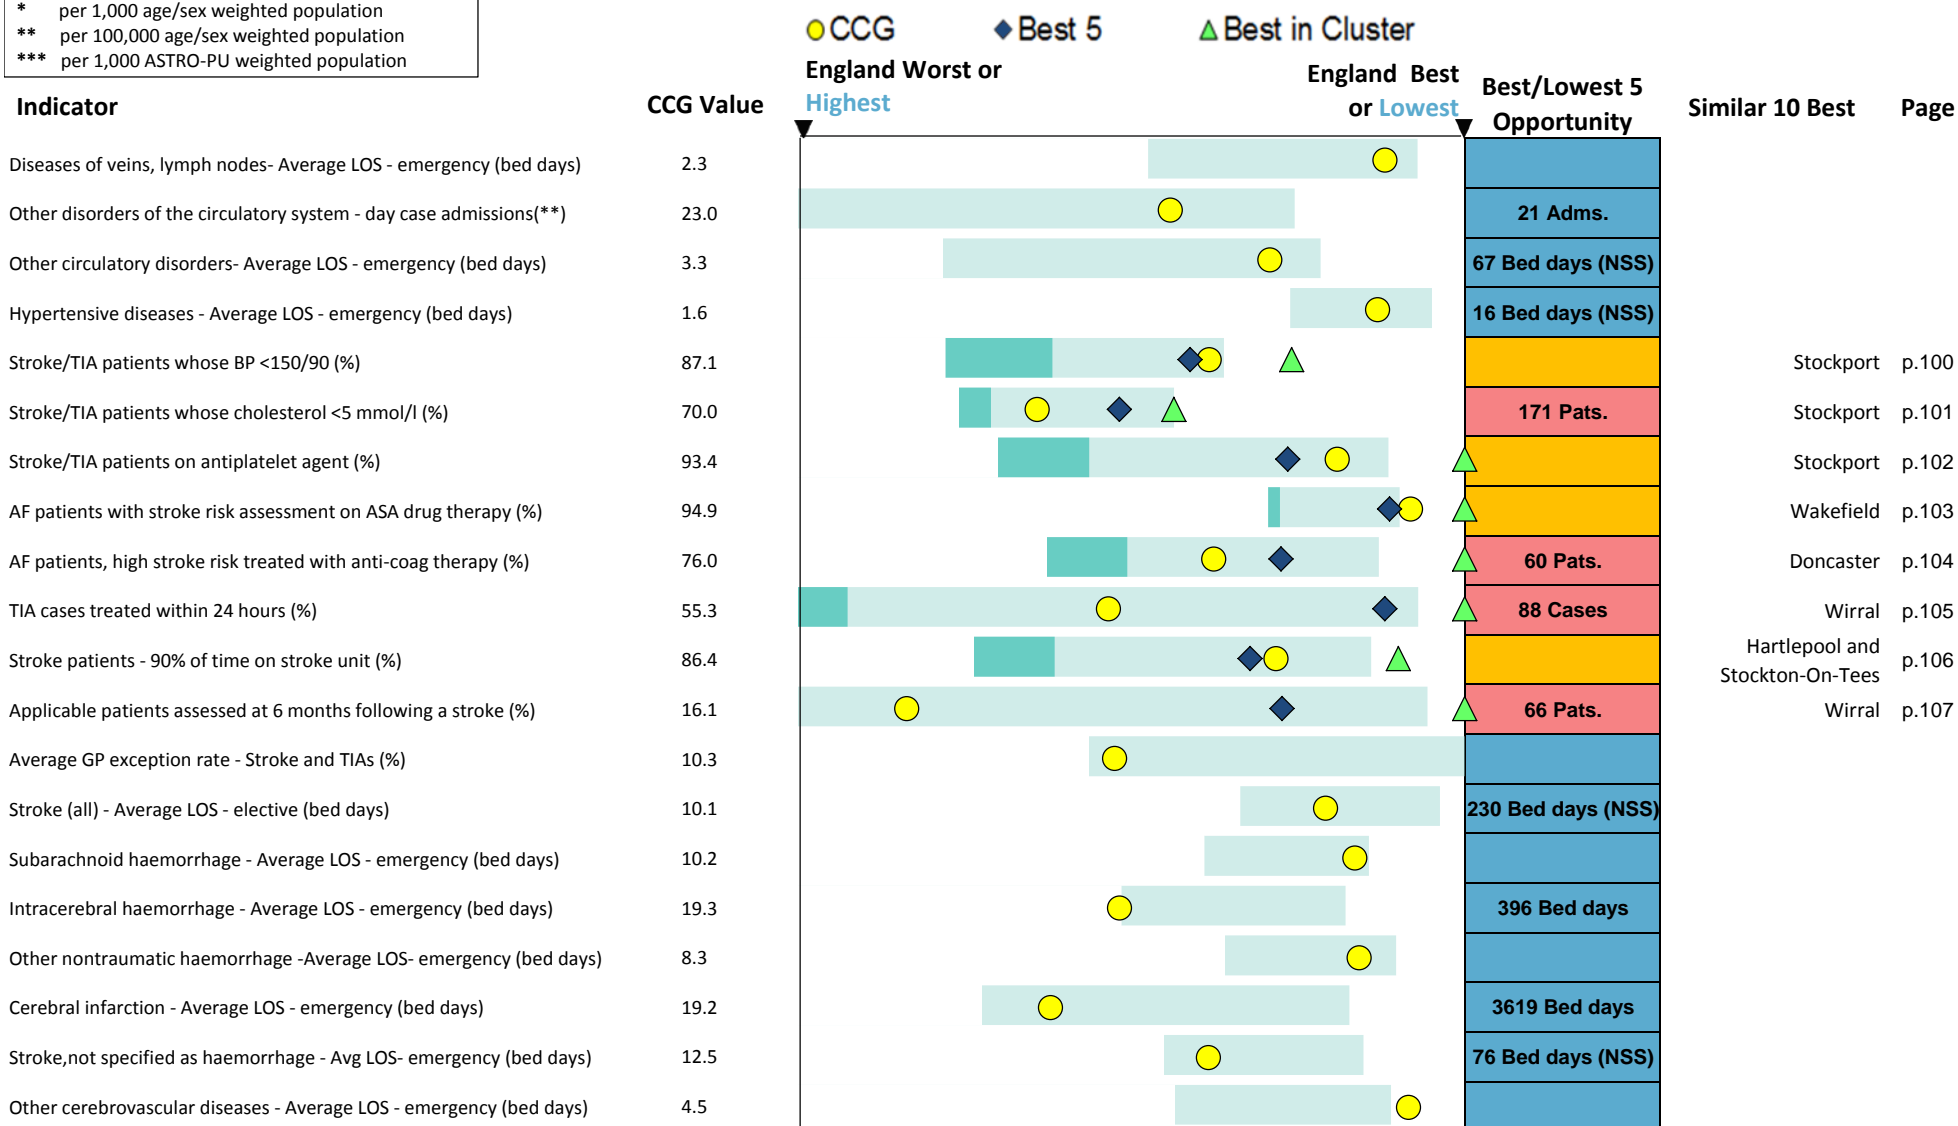 * per 1,000 age/sex weighted population
** per 100,000 age/sex weighted population
*** per 1,000 ASTRO-PU weighted population
CCG Best 5 Best in Cluster
England Worst or Highest England Best or Lowest
Indicator CCG Value Best/Lowest 5 Opportunity Similar 10 Best Page
Diseases of veins, lymph nodes- Average LOS - emergency (bed days) 2.3
Other disorders of the circulatory system - day case admissions(**) 23.0 21 Adms.
Other circulatory disorders- Average LOS - emergency (bed days) 3.3 67 Bed days (NSS)
Hypertensive diseases - Average LOS - emergency (bed days) 1.6 16 Bed days (NSS)
Stroke/TIA patients whose BP <150/90 (%) 87.1 Stockport p.100
Stroke/TIA patients whose cholesterol <5 mmol/l (%) 70.0 171 Pats. Stockport p.101
Stroke/TIA patients on antiplatelet agent (%) 93.4 Stockport p.102
AF patients with stroke risk assessment on ASA drug therapy (%) 94.9 Wakefield p.103
AF patients, high stroke risk treated with anti-coag therapy (%) 76.0 60 Pats. Doncaster p.104
TIA cases treated within 24 hours (%) 55.3 88 Cases Wirral p.105
Stroke patients - 90% of time on stroke unit (%) 86.4 Hartlepool and Stockton-On-Tees p.106
Applicable patients assessed at 6 months following a stroke (%) 16.1 66 Pats. Wirral p.107
Average GP exception rate - Stroke and TIAs (%) 10.3
Stroke (all) - Average LOS - elective (bed days) 10.1 230 Bed days (NSS)
Subarachnoid haemorrhage - Average LOS - emergency (bed days) 10.2
Intracerebral haemorrhage - Average LOS - emergency (bed days) 19.3 396 Bed days
Other nontraumatic haemorrhage -Average LOS- emergency (bed days) 8.3
Cerebral infarction - Average LOS - emergency (bed days) 19.2 3619 Bed days
Stroke,not specified as haemorrhage - Avg LOS- emergency (bed days) 12.5 76 Bed days (NSS)
Other cerebrovascular diseases - Average LOS - emergency (bed days) 4.5